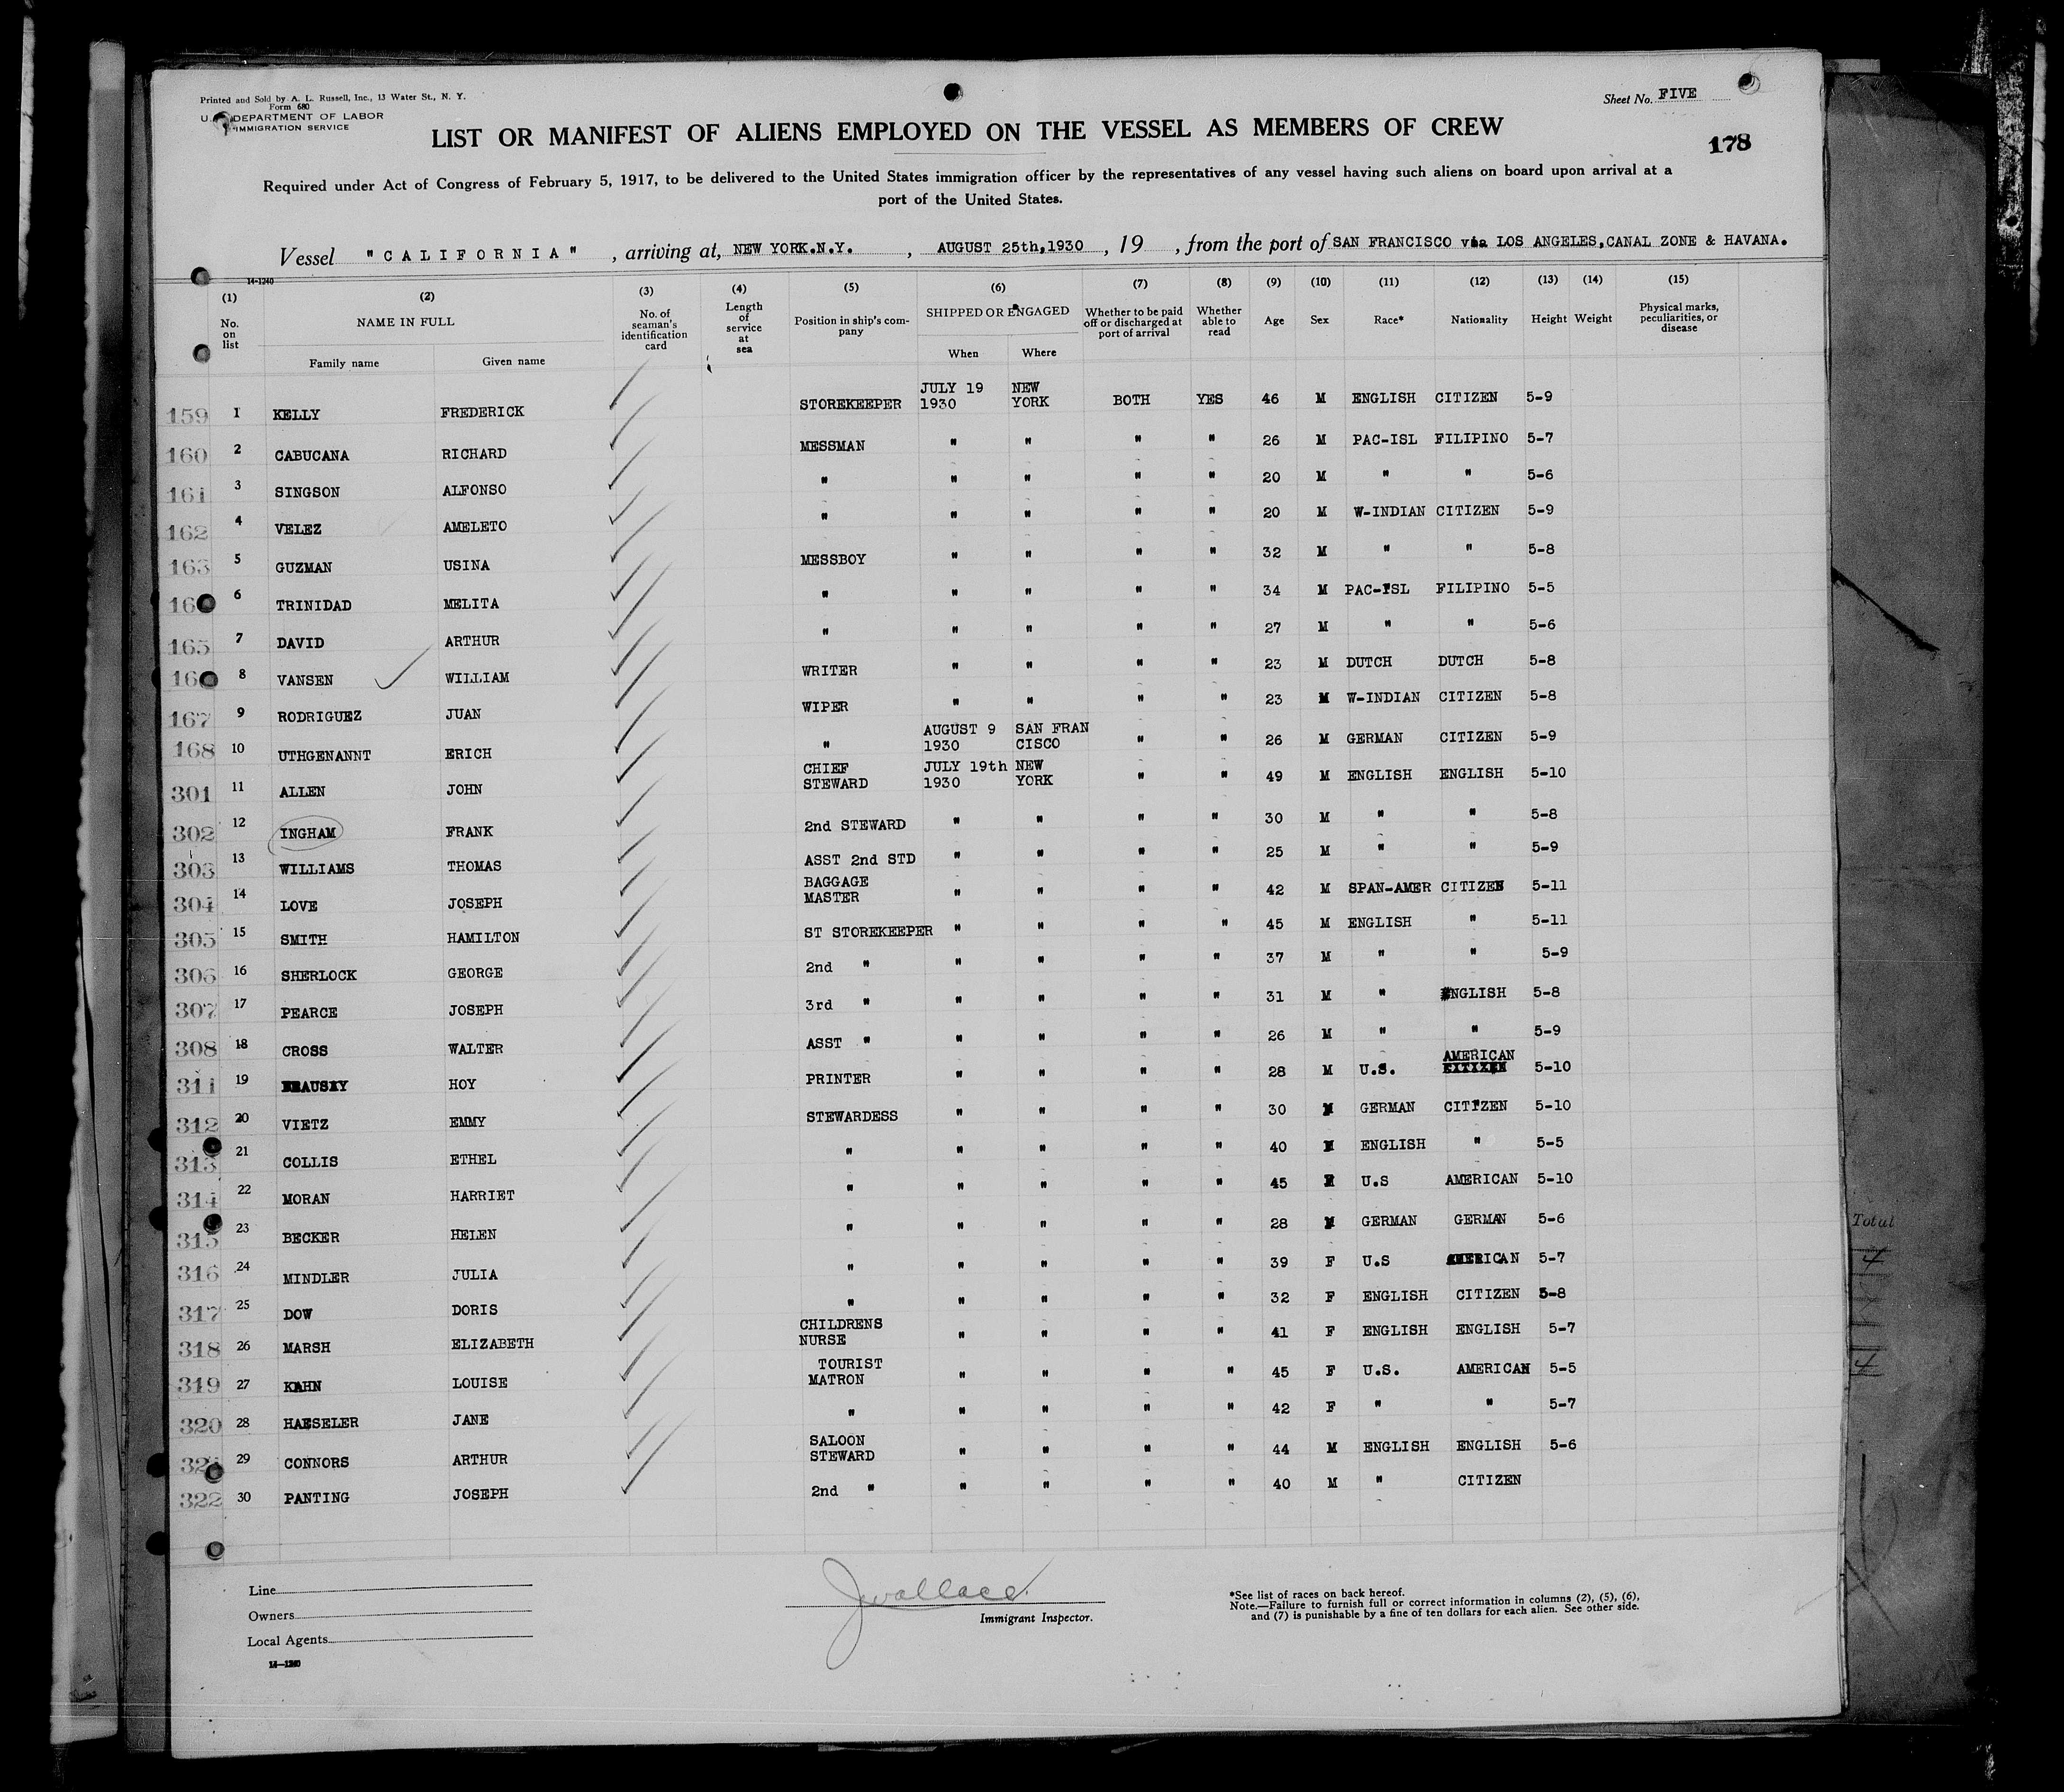 Printed and Sold by A. L. Russell, Inc., 13 Water St., N. Y.
Form 680
U. DEPARTMENT OF LABOR
IMMIGRATION SERVICE
Sheet No. FIVE
LIST OR MANIFEST OF ALIENS EMPLOYED ON THE VESSEL AS MEMBERS OF CREW
178
Required under Act of Congress of February 5, 1917, to be delivered to the United States immigration officer by the representatives of any vessel having such aliens on board upon arrival at a
port of the United States.
Vessel "CALIFORNIA", arriving at, NEW YORK.N.Y., AUGUST 25th,1930, 19 , from the port of SAN FRANCISCO via LOS ANGELES,CANAL ZONE & HAVANA.
14-1240
(1) (2) (3) (4) (5) (6) (7) (8) (9) (10) (11) (12) (13) (14) (15)
No. on list NAME IN FULL No. of seaman's identification card Length of service at sea Position in ship's company SHIPPED OR ENGAGED Whether to be paid off or discharged at port of arrival Whether able to read Age Sex Race* Nationality Height Weight Physical marks, peculiarities, or disease
Family name Given name When Where
159 1 KELLY FREDERICK STOREKEEPER JULY 19 1930 NEW YORK BOTH YES 46 M ENGLISH CITIZEN 5-9
160 2 CABUCANA RICHARD MESSMAN " " " " 26 M PAC-ISL FILIPINO 5-7
161 3 SINGSON ALFONSO " " " " " 20 M " " 5-6
162 4 VELEZ AMELETO " " " " " 20 M W-INDIAN CITIZEN 5-9
163 5 GUZMAN USINA MESSBOY " " " " 32 M " " 5-8
16 6 TRINIDAD MELITA " " " " " 34 M PAC-ISL FILIPINO 5-5
165 7 DAVID ARTHUR " " " " " 27 M " " 5-6
16 8 VANSEN WILLIAM WRITER " " " " 23 M DUTCH DUTCH 5-8
167 9 RODRIGUEZ JUAN WIPER " " " " 23 M W-INDIAN CITIZEN 5-8
168 10 UTHGENANNT ERICH " AUGUST 9 1930 SAN FRAN CISCO " " 26 M GERMAN CITIZEN 5-9
301 11 ALLEN JOHN CHIEF STEWARD JULY 19th 1930 NEW YORK " " 49 M ENGLISH ENGLISH 5-10
302 12 INGHAM FRANK 2nd STEWARD " " " " 30 M " " 5-8
303 13 WILLIAMS THOMAS ASST 2nd STD " " " " 25 M " " 5-9
304 14 LOVE JOSEPH BAGGAGE MASTER " " " " 42 M SPAN-AMER CITIZEN 5-11
305 15 SMITH HAMILTON ST STOREKEEPER " " " " 45 M ENGLISH " 5-11
306 16 SHERLOCK GEORGE 2nd " " " " " 37 M " " 5-9
307 17 PEARCE JOSEPH 3rd " " " " " 31 M " ENGLISH 5-8
308 18 CROSS WALTER ASST " " " " " 26 M " " 5-9
311 19 HOY PRINTER " " " " 28 M U.S. AMERICAN CITIZEN 5-10
312 20 VIETZ EMMY STEWARDESS " " " " 30 GERMAN CITIZEN 5-10
313 21 COLLIS ETHEL " " " " " 40 ENGLISH " 5-5
314 22 MORAN HARRIET " " " " " 45 U.S AMERICAN 5-10
315 23 BECKER HELEN " " " " " 28 GERMAN GERMAN 5-6
316 24 MINDLER JULIA " " " " " 39 F U.S AMERICAN 5-7
317 25 DOW DORIS " " " " " 32 F ENGLISH CITIZEN 5-8
318 26 MARSH ELIZABETH CHILDRENS NURSE " " " " 41 F ENGLISH ENGLISH 5-7
319 27 KAHN LOUISE TOURIST MATRON " " " " 45 F U.S. AMERICAN 5-5
320 28 HAESELER JANE " " " " " 42 F " " 5-7
32 29 CONNORS ARTHUR SALOON STEWARD " " " " 44 M ENGLISH ENGLISH 5-6
322 30 PANTING JOSEPH 2nd " " " " " 40 M " CITIZEN
Total
4
4
Line
Owners
Local Agents
14-1240
JWallace
Immigrant Inspector.
*See list of races on back hereof.
Note.—Failure to furnish full or correct information in columns (2), (5), (6),
and (7) is punishable by a fine of ten dollars for each alien. See other side.